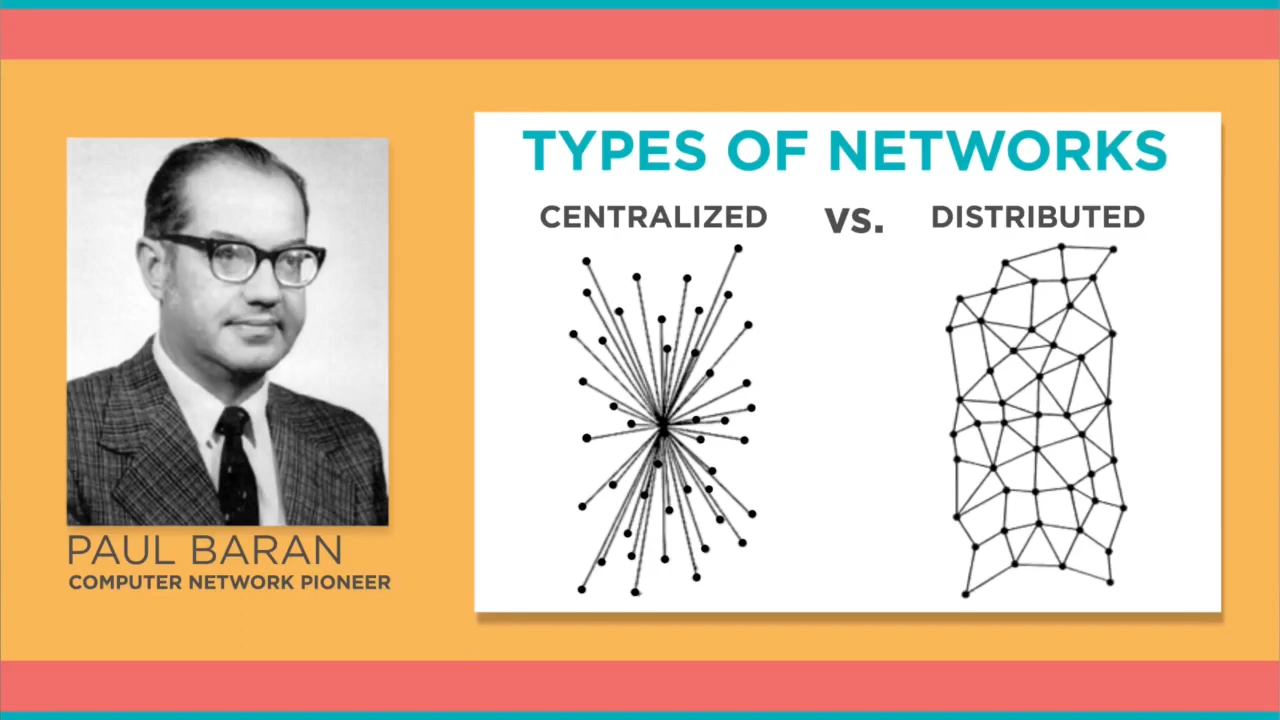 TYPES OF NETWORKS
CENTRALIZED VS. DISTRIBUTED
PAUL BARAN
COMPUTER NETWORK PIONEER